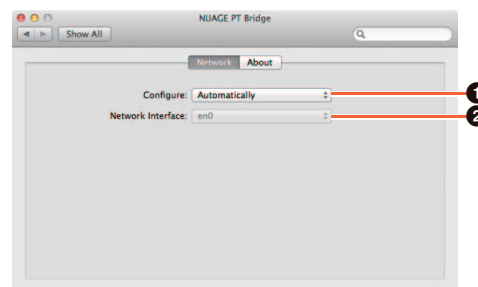 NUAGE PT Bridge
Show All
Network About
Configure: Automatically 1
Network Interface: en0 2